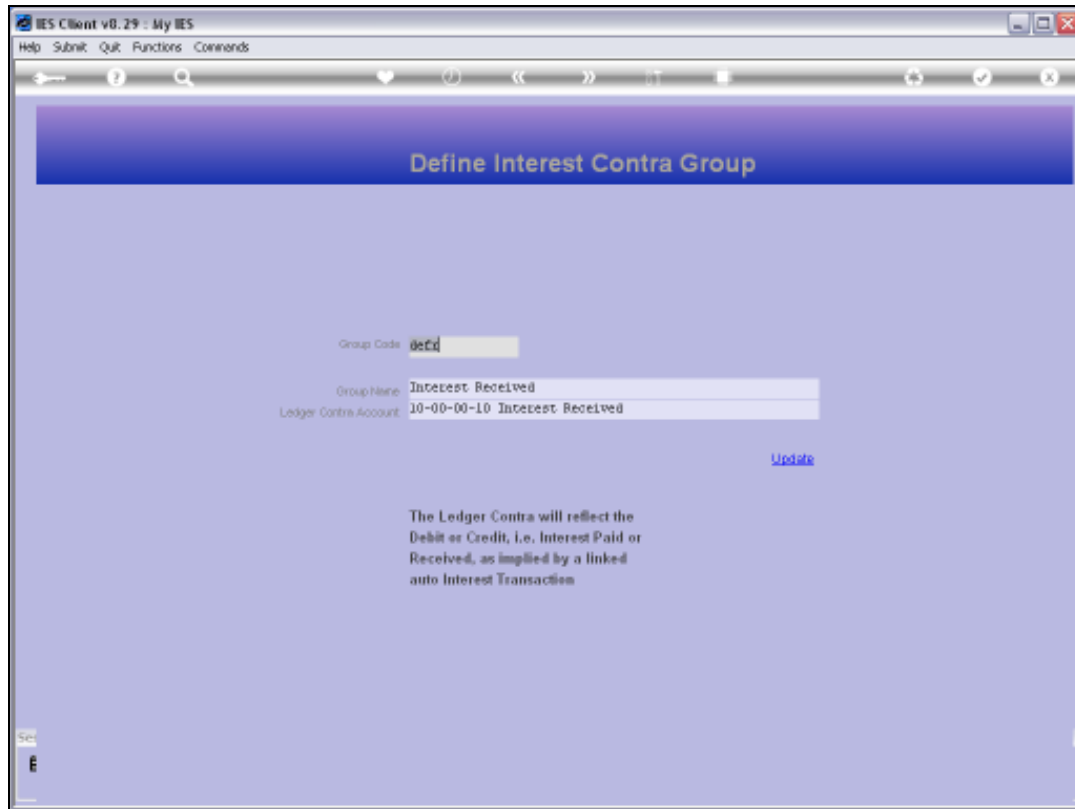 IES Client v8.29 : My IES
Help Submit Quit Functions Commands
Define Interest Contra Group
Group Code
Group Name Interest Received
Ledger Contra Account 10-00-00-10 Interest Received
Update
The Ledger Contra will reflect the
Debit or Credit, i.e. Interest Paid or
Received, as implied by a linked
auto Interest Transaction